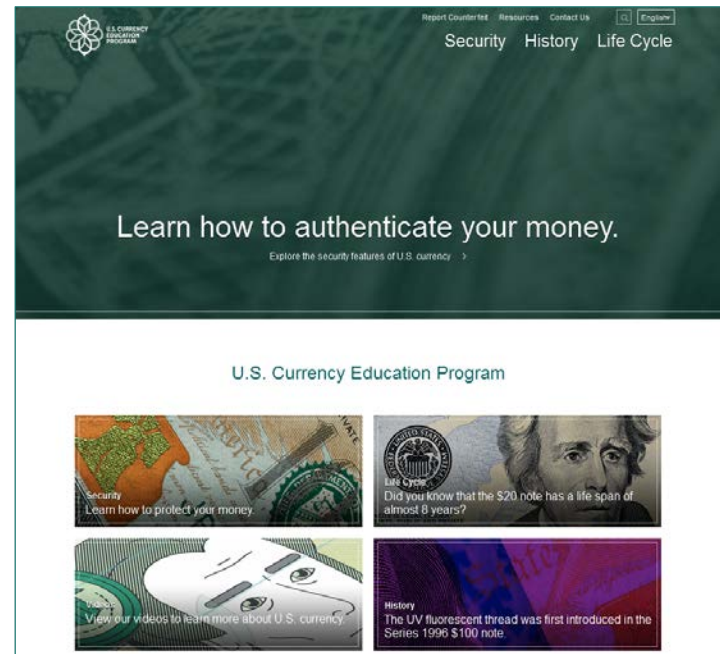 U.S. CURRENCY
EDUCATION
PROGRAM
Report Counterfeit Resources Contact Us English
Security History Life Cycle
Learn how to authenticate your money.
Explore the security features of U.S. currency
U.S. Currency Education Program
Security
Learn how to protect your money.
Life Cycle
Did you know that the $20 note has a life span of
almost 8 years?
Videos
View our videos to learn more about U.S. currency.
History
The UV fluorescent thread was first introduced in the
Series 1996 $100 note.